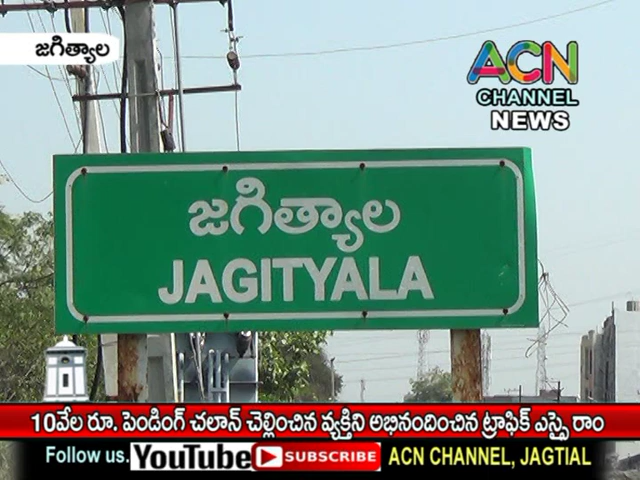 జగిత్యాల
ACN
CHANNEL
NEWS
జగిత్యాల
JAGITYALA
10వేల రూ. పెండింగ్ చలాన్ చెల్లించిన వ్యక్తిని అభినందించిన ట్రాఫిక్ ఎస్సై రాం
Follow us. YouTube SUBSCRIBE ACN CHANNEL, JAGTIAL